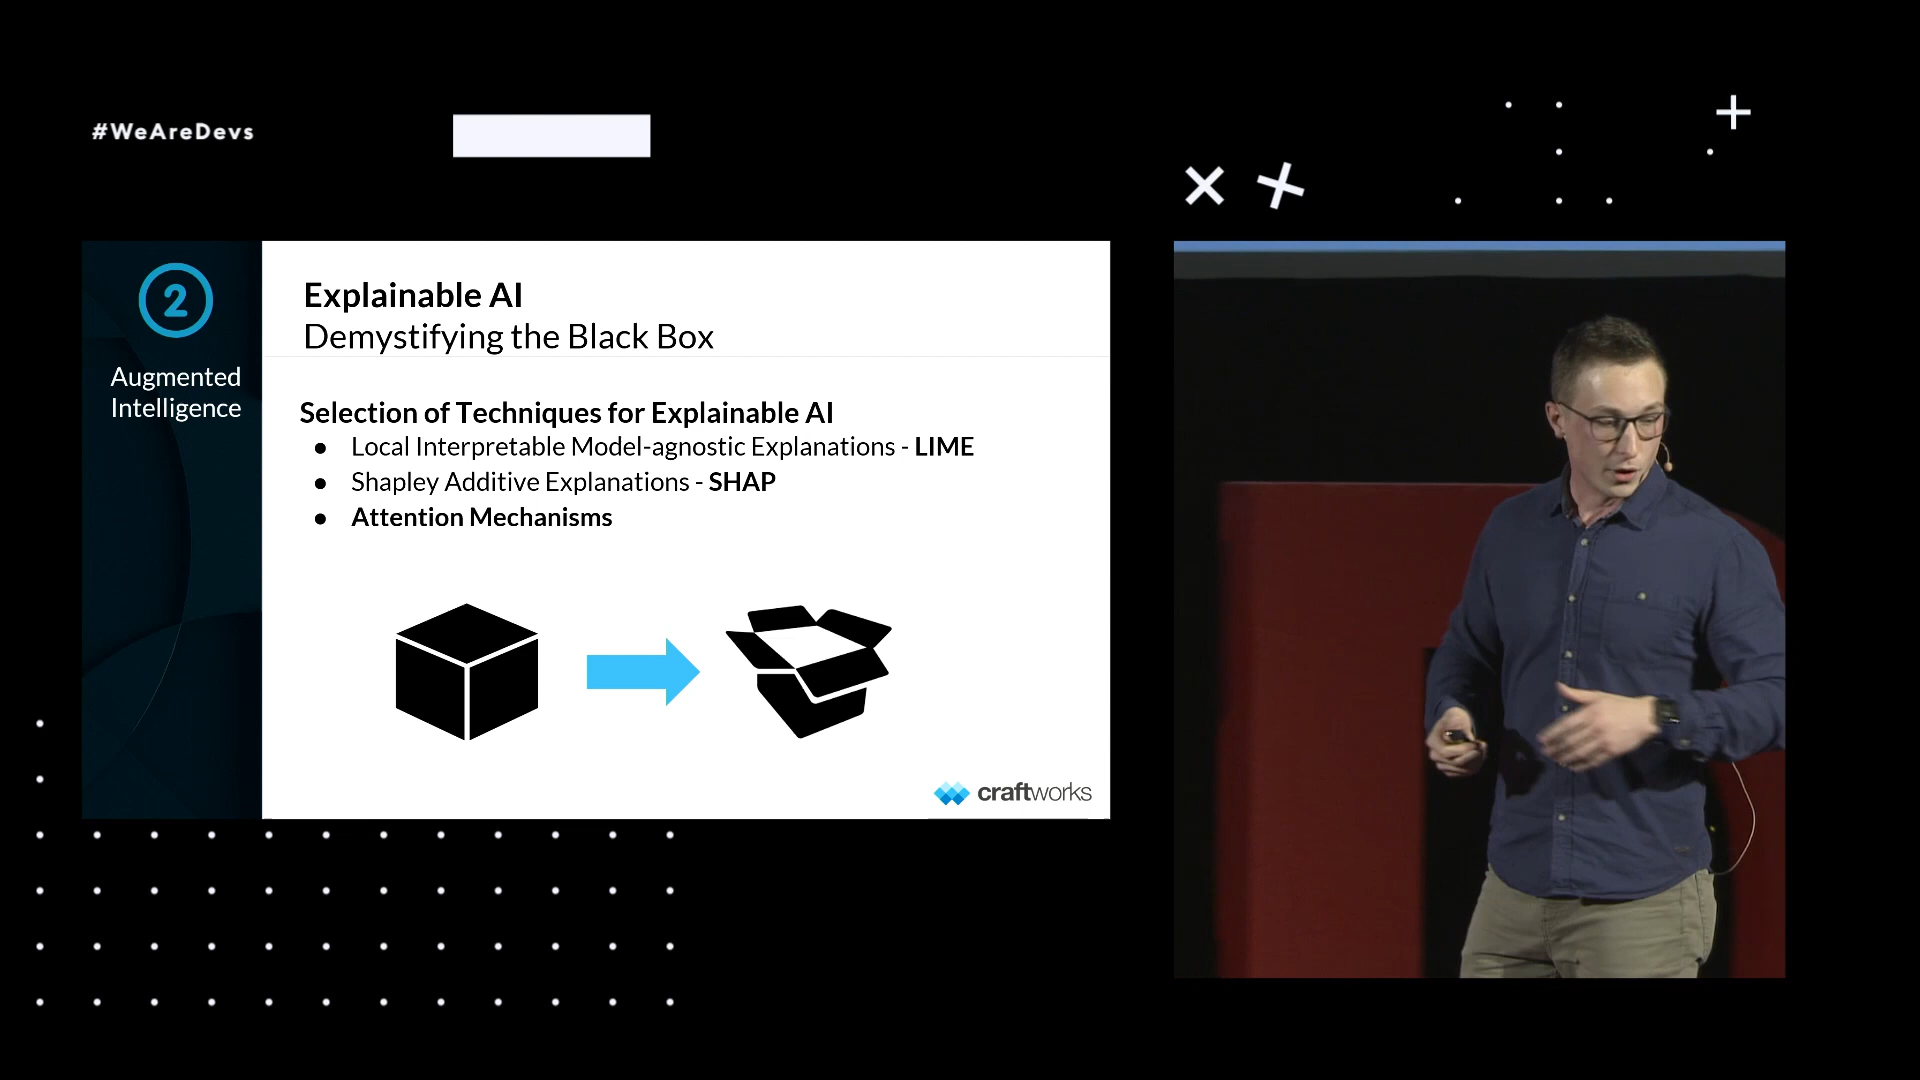 #WeAreDevs
2
Augmented
Intelligence
Explainable AI
Demystifying the Black Box
Selection of Techniques for Explainable AI
● Local Interpretable Model-agnostic Explanations - LIME
● Shapley Additive Explanations - SHAP
● Attention Mechanisms
craftworks